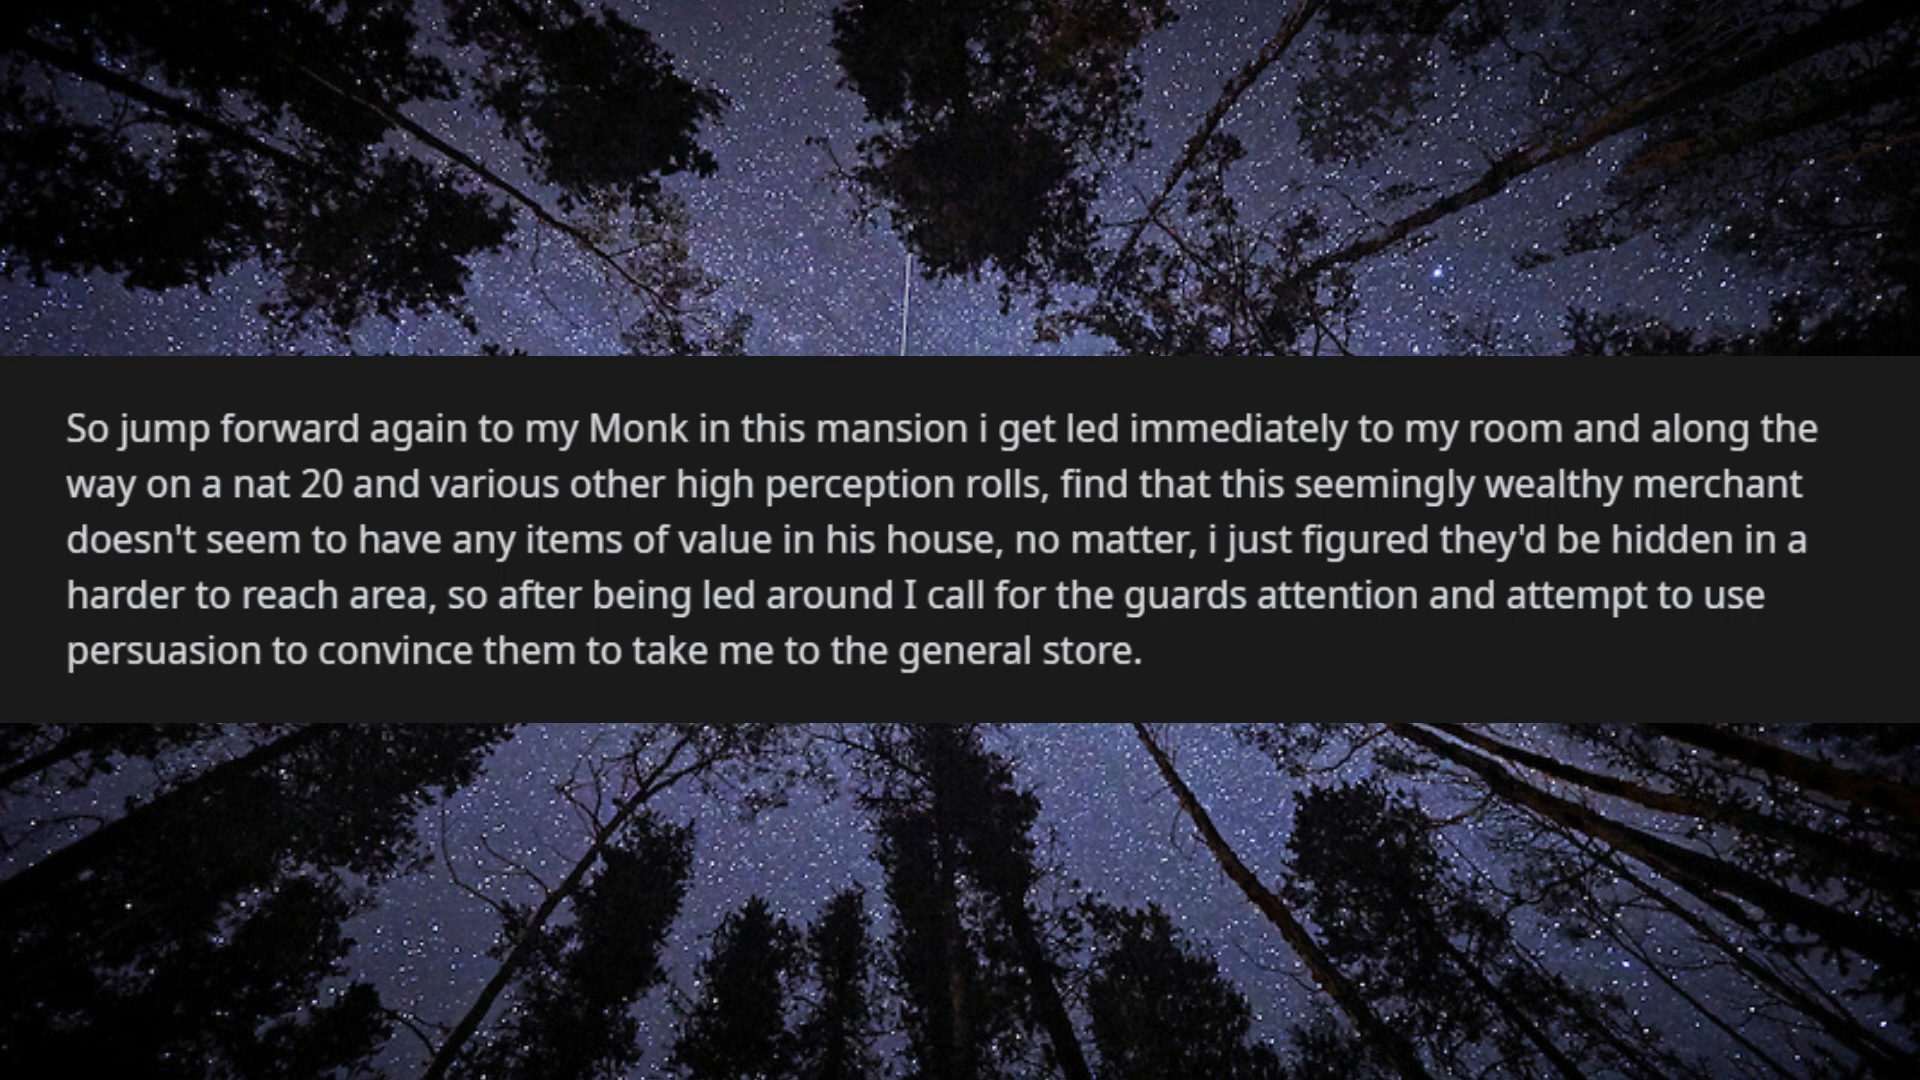 So jump forward again to my Monk in this mansion i get led immediately to my room and along the
way on a nat 20 and various other high perception rolls, find that this seemingly wealthy merchant
doesn't seem to have any items of value in his house, no matter, i just figured they'd be hidden in a
harder to reach area, so after being led around I call for the guards attention and attempt to use
persuasion to convince them to take me to the general store.